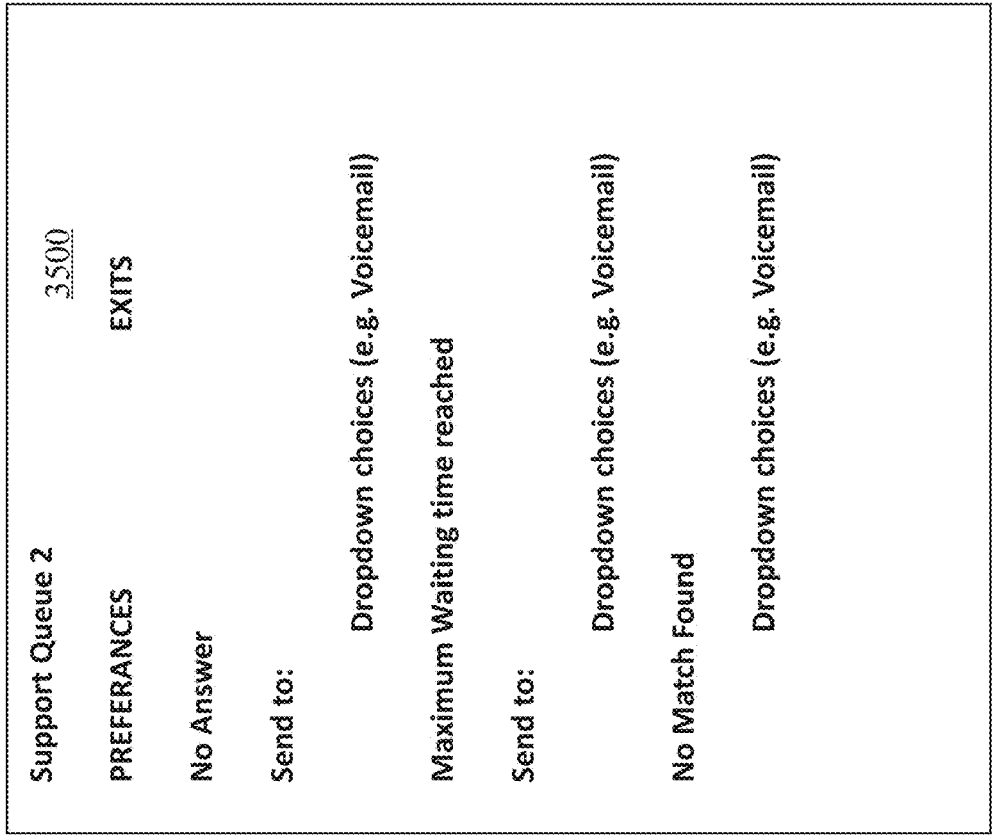 Support Queue 2
3500
PREFERANCES EXITS
No Answer
Send to:
Dropdown choices (e.g. Voicemail)
Maximum Waiting time reached
Send to:
Dropdown choices (e.g. Voicemail)
No Match Found
Dropdown choices (e.g. Voicemail)